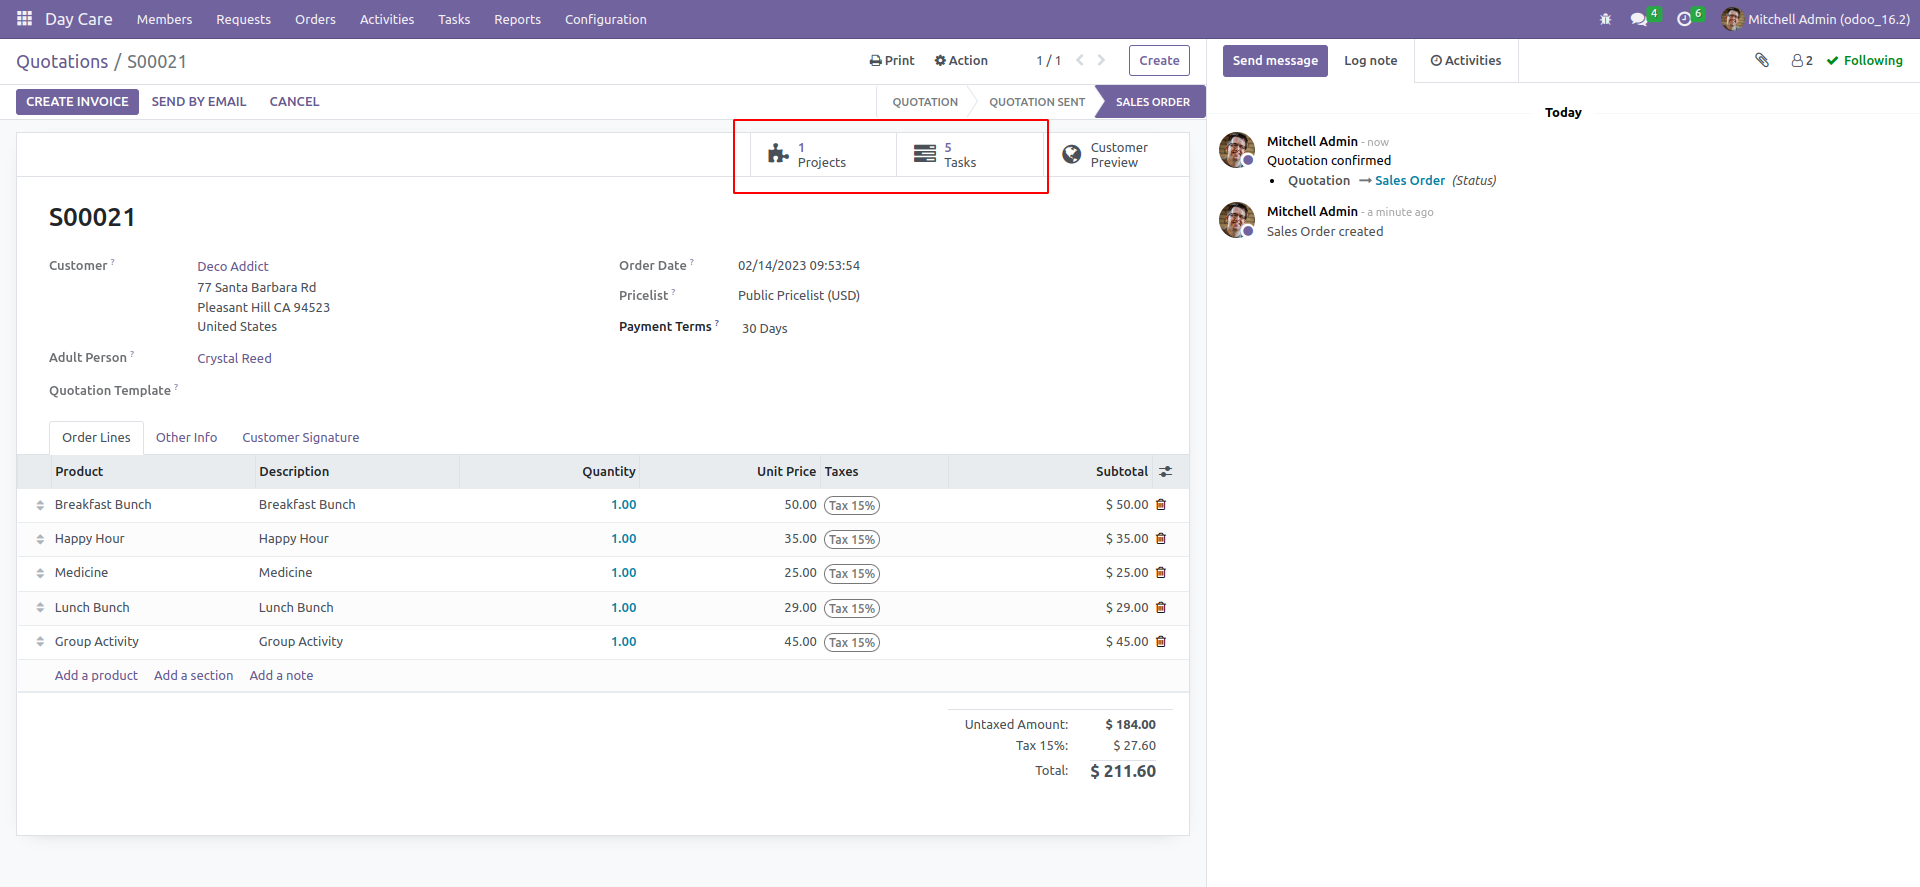 Day Care Members Requests Orders Activities Tasks Reports Configuration 4 6 Mitchell Admin (odoo_16.2)
Quotations / S00021 Print Action 1 / 1 Create
CREATE INVOICE SEND BY EMAIL CANCEL QUOTATION QUOTATION SENT SALES ORDER
1
Projects
5
Tasks
Customer
Preview
S00021
Customer ? Deco Addict
77 Santa Barbara Rd
Pleasant Hill CA 94523
United States
Adult Person ? Crystal Reed
Quotation Template ?
Order Date ? 02/14/2023 09:53:54
Pricelist ? Public Pricelist (USD)
Payment Terms ? 30 Days
Order Lines Other Info Customer Signature
Product Description Quantity Unit Price Taxes Subtotal
Breakfast Bunch Breakfast Bunch 1.00 50.00 Tax 15% $ 50.00
Happy Hour Happy Hour 1.00 35.00 Tax 15% $ 35.00
Medicine Medicine 1.00 25.00 Tax 15% $ 25.00
Lunch Bunch Lunch Bunch 1.00 29.00 Tax 15% $ 29.00
Group Activity Group Activity 1.00 45.00 Tax 15% $ 45.00
Add a product Add a section Add a note
Untaxed Amount: $ 184.00
Tax 15%: $ 27.60
Total: $ 211.60
Send message Log note Activities 2 Following
Today
Mitchell Admin - now
Quotation confirmed
• Quotation → Sales Order (Status)
Mitchell Admin - a minute ago
Sales Order created